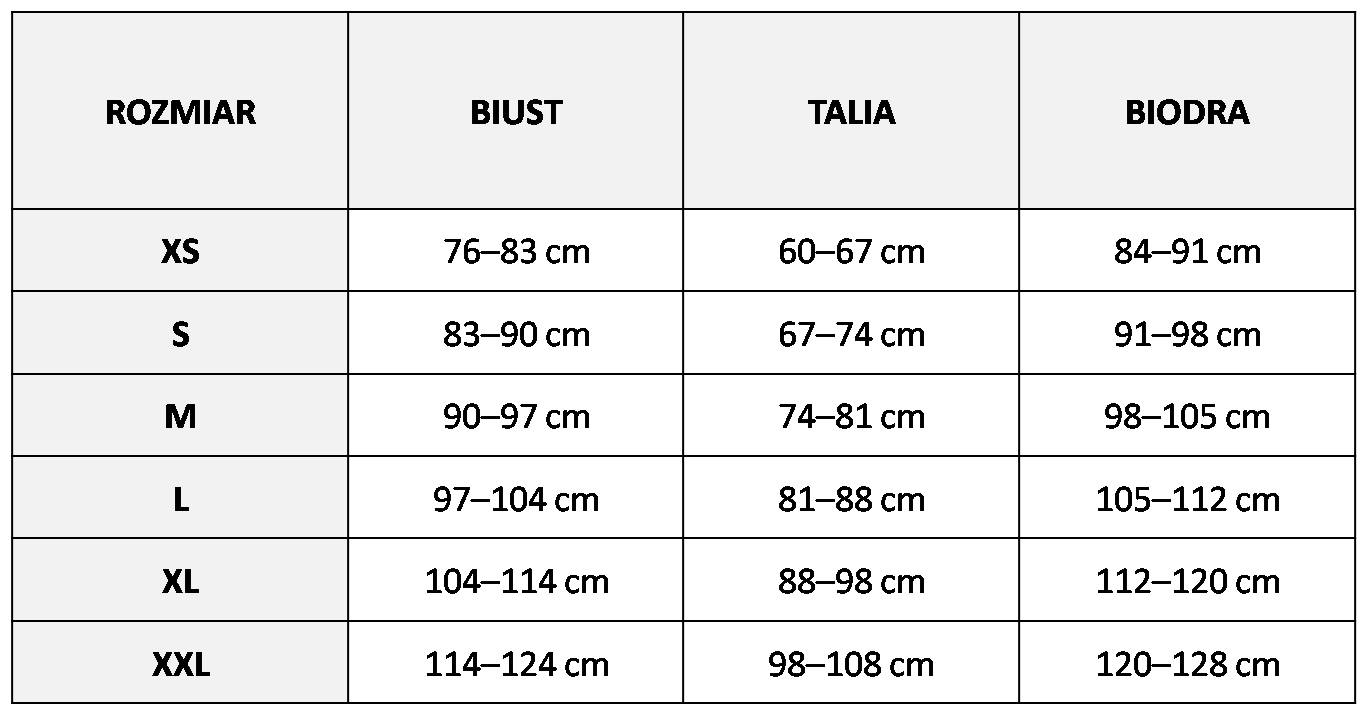 ROZMIAR BIUST TALIA BIODRA
XS 76–83 cm 60–67 cm 84–91 cm
S 83–90 cm 67–74 cm 91–98 cm
M 90–97 cm 74–81 cm 98–105 cm
L 97–104 cm 81–88 cm 105–112 cm
XL 104–114 cm 88–98 cm 112–120 cm
XXL 114–124 cm 98–108 cm 120–128 cm